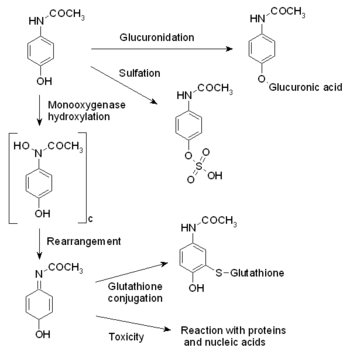 HN COCH3
OH
Glucuronidation
HN COCH3
O
Glucuronic acid
Sulfation
HN COCH3
O O
S
O OH
Monooxygenase
hydroxylation
HO N COCH3
OH
c
Rearrangement
N COCH3
OH
Glutathione
conjugation
HN COCH3
S Glutathione
OH
Toxicity
Reaction with proteins
and nucleic acids